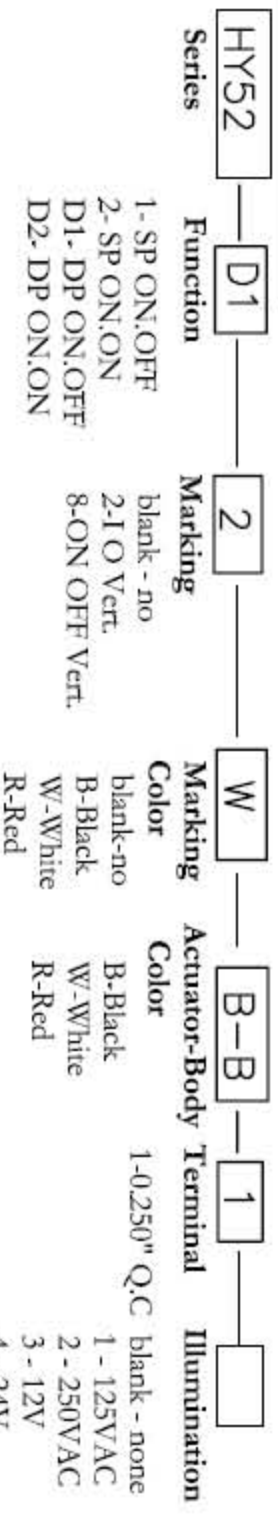 HY52 D1 2 W B-B 1
Series Function Marking Marking Color Actuator-Body Color Terminal Illumination
1- SP ON.OFF
2- SP ON.ON
D1- DP ON.OFF
D2- DP ON.ON
blank - no
2-I O Vert.
8-ON OFF Vert.
blank-no
B-Black
W-White
R-Red
B-Black
W-White
R-Red
1-0.250" Q.C
blank - none
1 - 125VAC
2 - 250VAC
3 - 12V
4 - 24V